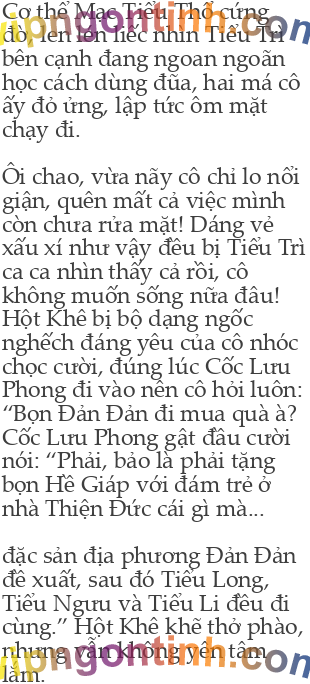 Cơ thể Mạc Tiểu Thổ cứng
đờ, len lén liếc nhìn Tiểu Trì
bên cạnh đang ngoan ngoãn
học cách dùng đũa, hai má cô
ấy đỏ ửng, lập tức ôm mặt
chạy đi.

Ôi chao, vừa nãy cô chỉ lo nổi
giận, quên mất cả việc mình
còn chưa rửa mặt! Dáng vẻ
xấu xí như vậy đều bị Tiểu Trì
ca ca nhìn thấy cả rồi, cô
không muốn sống nữa đâu!
Hột Khê bị bộ dạng ngốc
nghếch đáng yêu của cô nhóc
chọc cười, đúng lúc Cốc Lưu
Phong đi vào nên cô hỏi luôn:
“Bọn Đản Đản đi mua quà à?
Cốc Lưu Phong gật đầu cười
nói: “Phải, bảo là phải tặng
bọn Hề Giáp với đám trẻ ở
nhà Thiện Đức cái gì mà...

đặc sản địa phương Đản Đản
đề xuất, sau đó Tiểu Long,
Tiểu Ngưu và Tiểu Li đều đi
cùng.” Hột Khê khẽ thở phào,
nhưng vẫn không yên tâm
lắm.